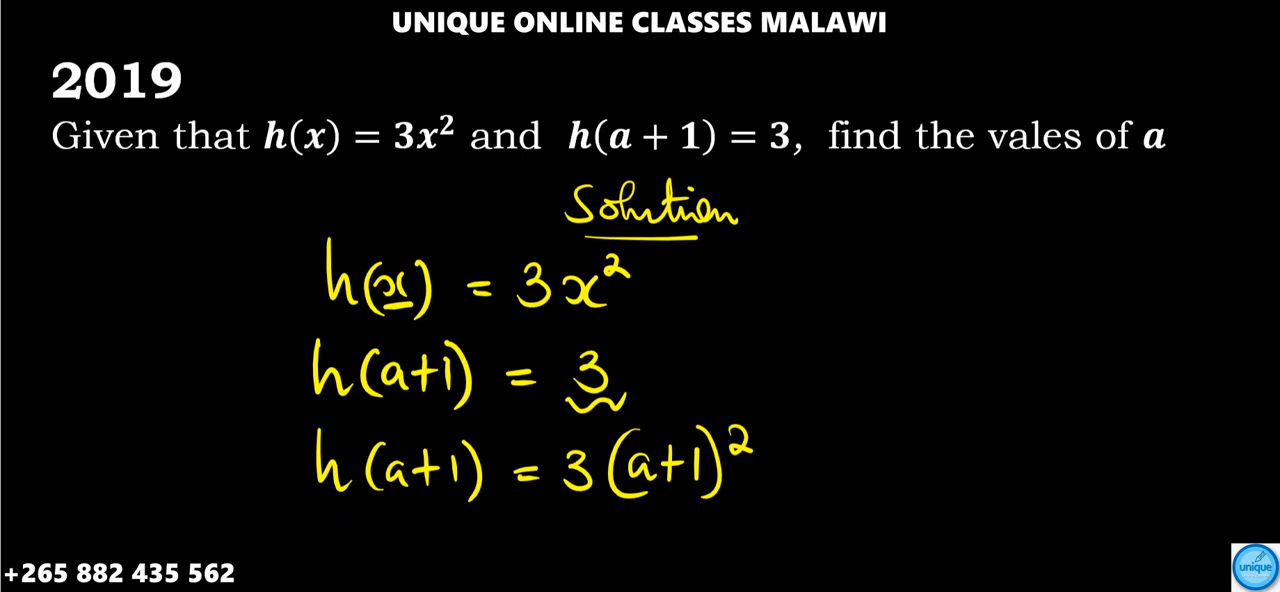 UNIQUE ONLINE CLASSES MALAWI
2019
Given that h(x) = 3x² and h(a + 1) = 3, find the vales of a
Solution
h(x) = 3x²
h(a+1) = 3
h(a+1) = 3(a+1)²
+265 882 435 562
unique